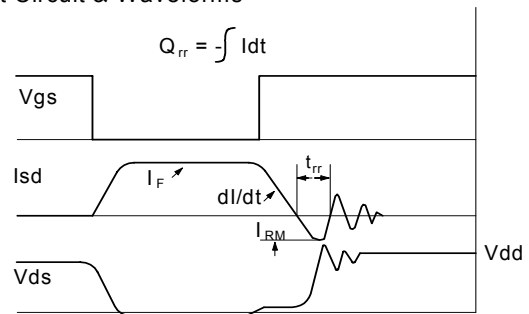 t Circuit & Waveforms
Qrr = -∫ Idt
Vgs
Isd
IF
dI/dt
trr
IRM
Vdd
Vds